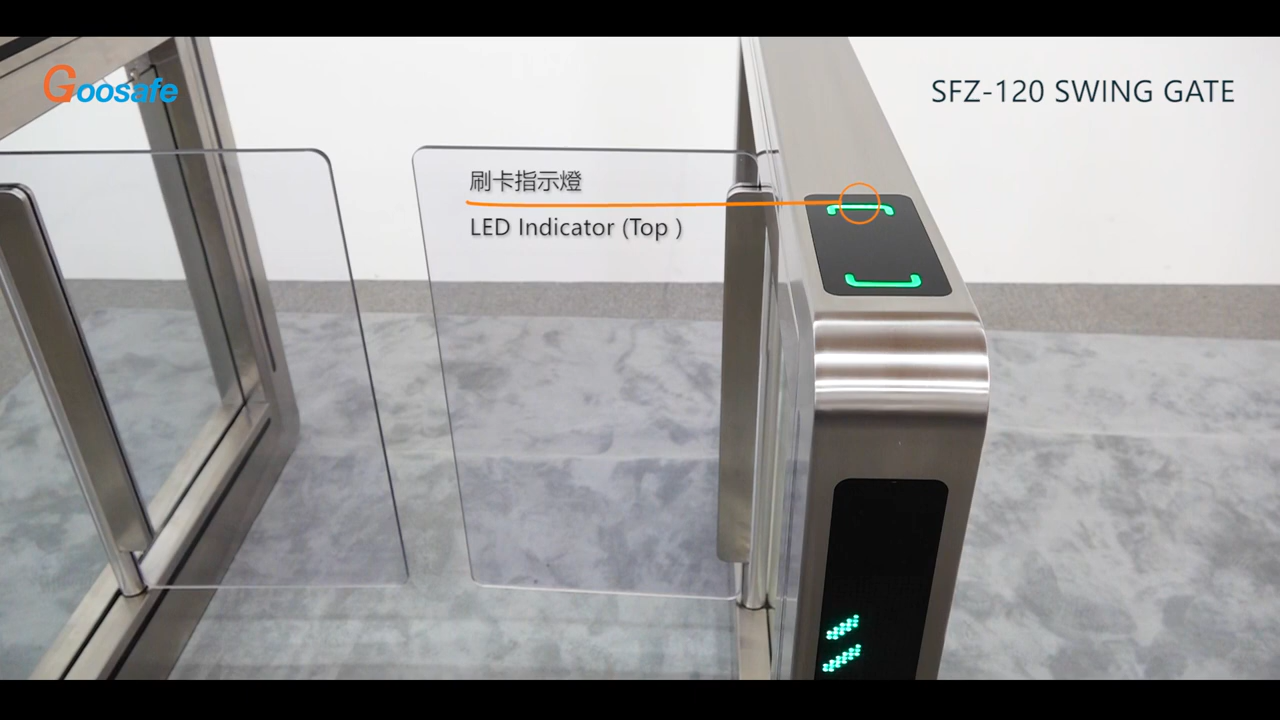 Goosafe
SFZ-120 SWING GATE
刷卡指示燈
LED Indicator (Top )